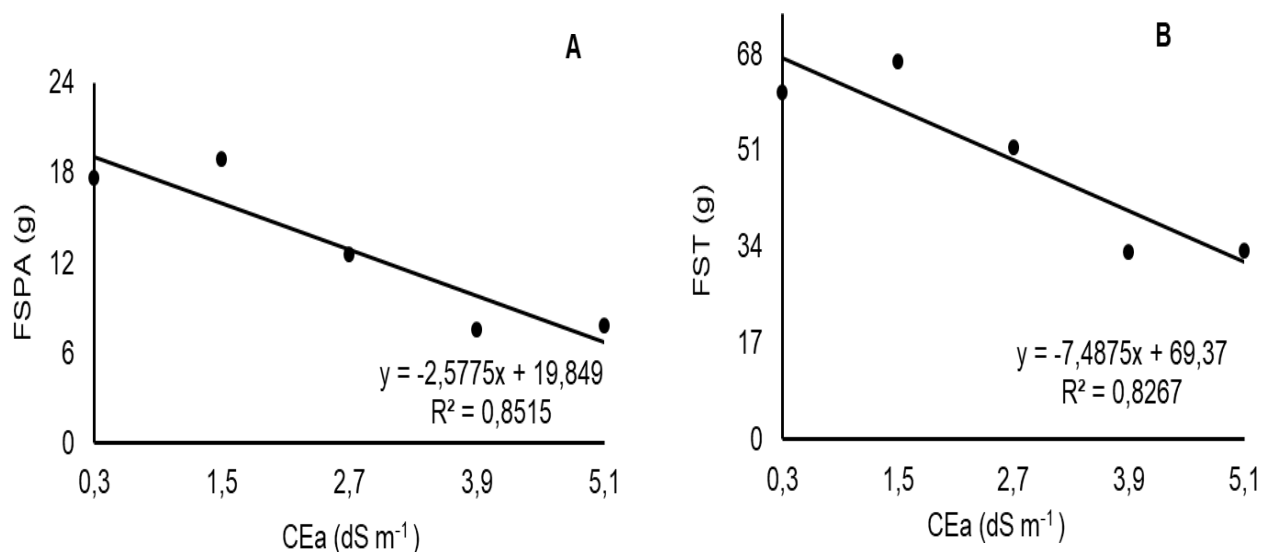 A
24
18
12
6
0
FSPA (g)
y = -2,5775x + 19,849
R² = 0,8515
0,3 1,5 2,7 3,9 5,1
CEa (dS m⁻¹)
B
68
51
34
17
0
FST (g)
y = -7,4875x + 69,37
R² = 0,8267
0,3 1,5 2,7 3,9 5,1
CEa (dS m⁻¹)